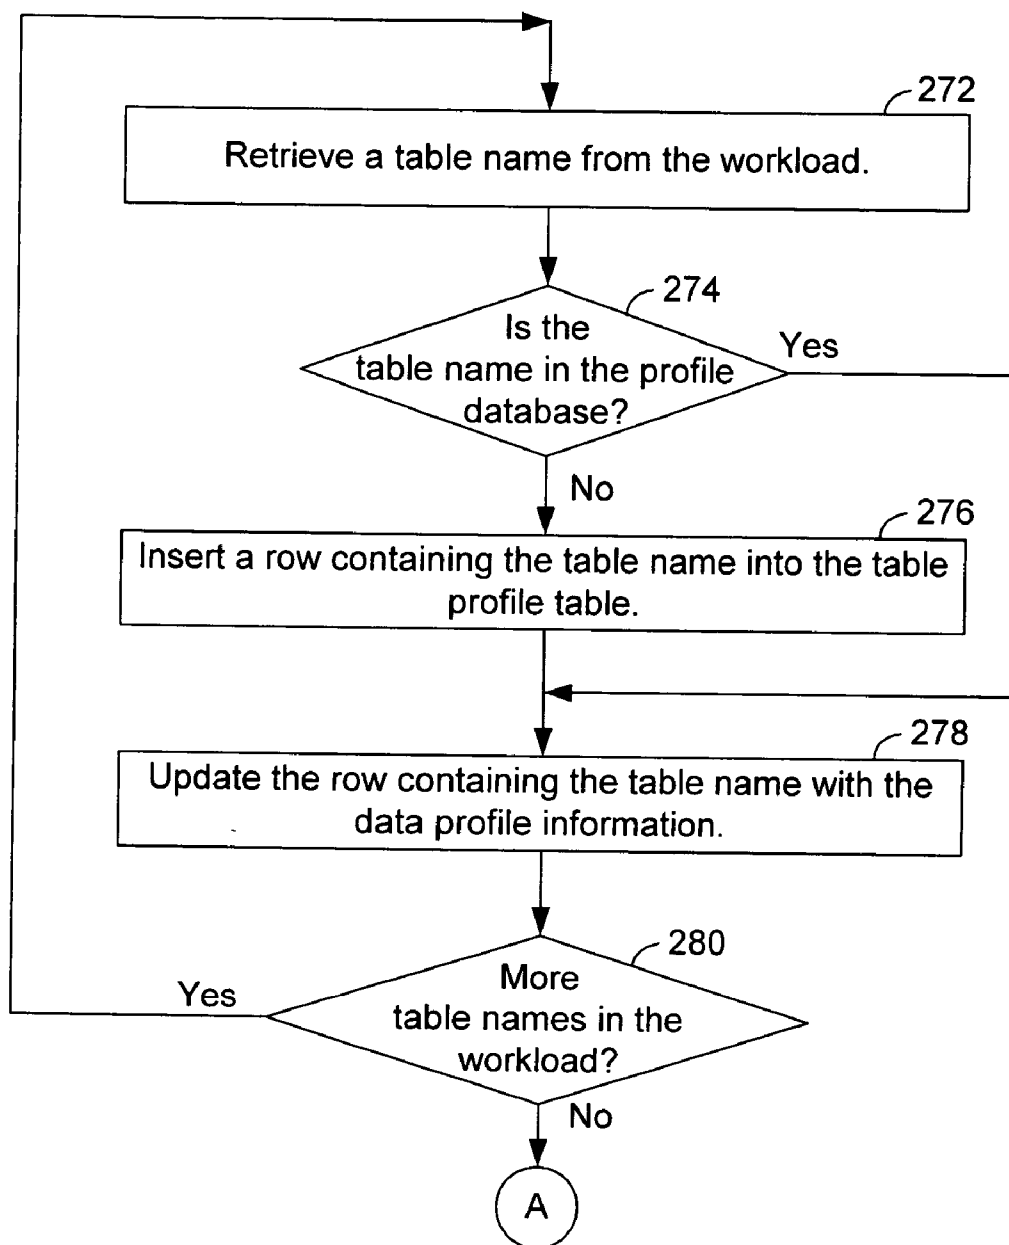 272
Retrieve a table name from the workload.
274
Is the
table name in the profile
database?
Yes
No
276
Insert a row containing the table name into the table
profile table.
278
Update the row containing the table name with the
data profile information.
280
More
table names in the
workload?
Yes
No
A